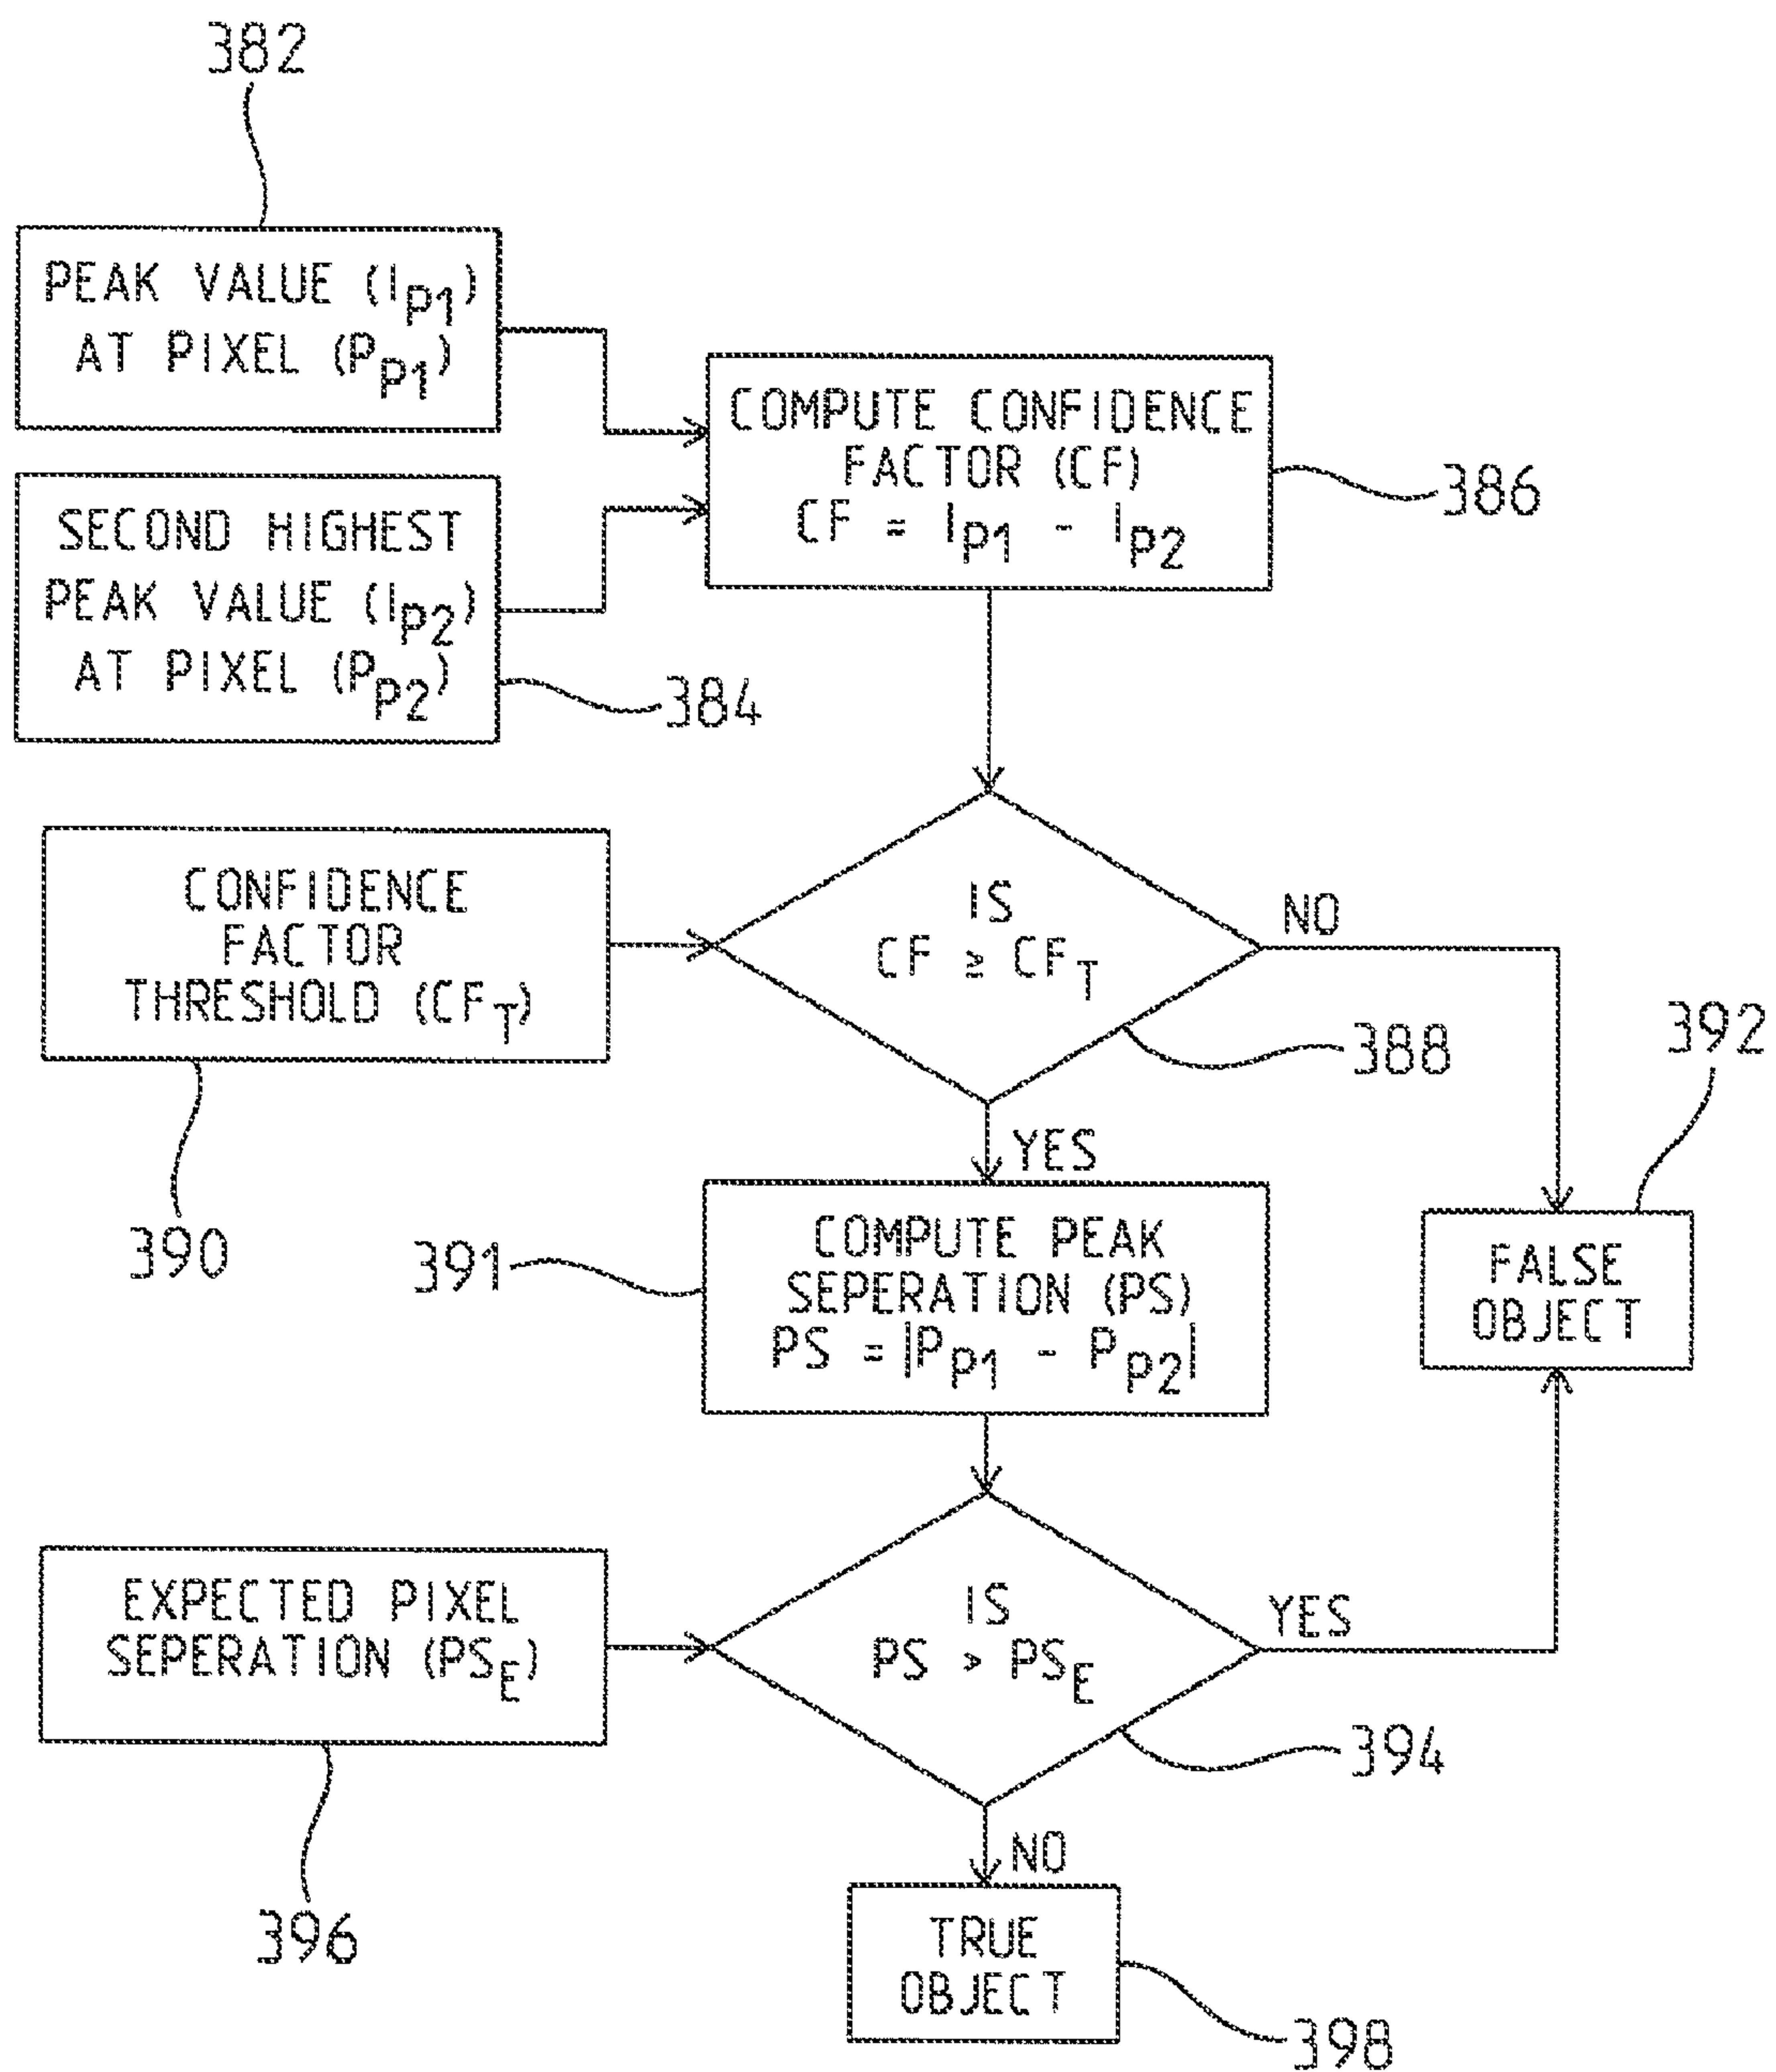 382
PEAK VALUE (IP1)
AT PIXEL (PP1)
SECOND HIGHEST
PEAK VALUE (IP2)
AT PIXEL (PP2)
384
COMPUTE CONFIDENCE
FACTOR (CF)
CF = IP1 - IP2
386
CONFIDENCE
FACTOR
THRESHOLD (CFT)
390
IS
CF ≥ CFT
NO
388
392
YES
391
COMPUTE PEAK
SEPERATION (PS)
PS = |PP1 - PP2|
FALSE
OBJECT
EXPECTED PIXEL
SEPERATION (PSE)
396
IS
PS > PSE
YES
394
NO
TRUE
OBJECT
398